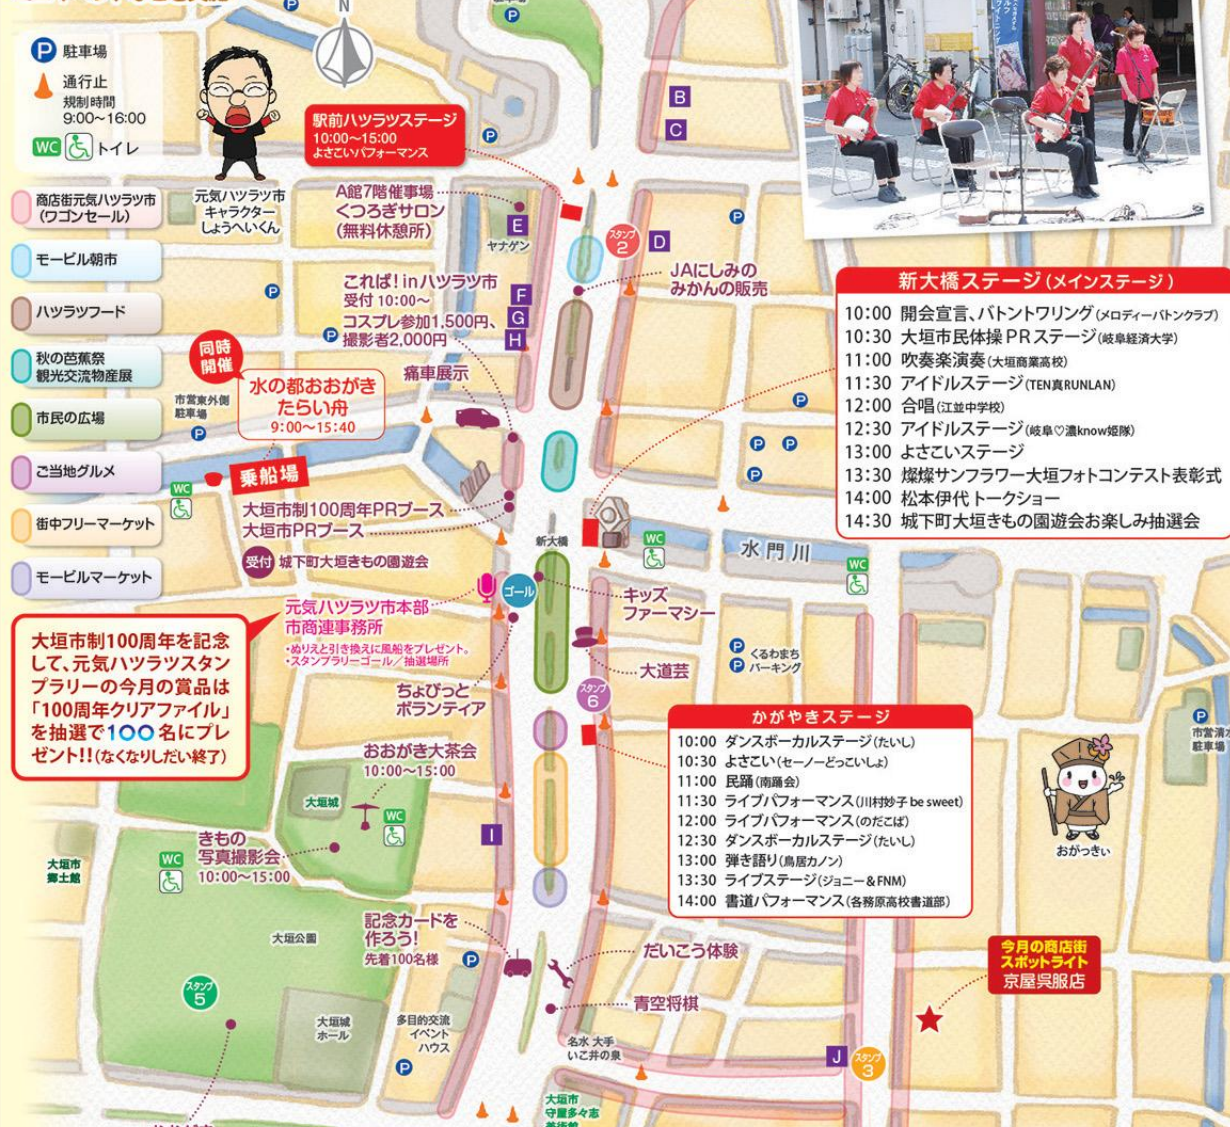 N
P 駐車場
通行止
規制時間
9:00～16:00
WC トイレ
商店街元気ハツラツ市
(ワゴンセール)
モービル朝市
ハツラツフード
秋の芭蕉祭
観光交流物産展
市民の広場
ご当地グルメ
街中フリーマーケット
モービルマーケット
元気ハツラツ市
キャラクター
しょうへいくん
駅前ハツラツステージ
10:00～15:00
よさこいパフォーマンス
P
P
P
P
B
C
A館7階催事場
くつろぎサロン
(無料休憩所)
E
ヤナゲン
スタンプ
2
D
P
JAにしみの
みかんの販売
これば！inハツラツ市
受付 10:00～
コスプレ参加1,500円、
撮影者2,000円
F
G
H
P
痛車展示
同時
開催
水の都おおがき
たらい舟
9:00～15:40
市営東外側
駐車場
P
乗船場
WC
大垣市制100周年PRブース
大垣市PRブース
受付 城下町大垣きもの園遊会
新大橋
P
P P
P
WC
水門川
WC
新大橋ステージ(メインステージ)
10:00 開会宣言、バトントワリング(メロディーバトンクラブ)
10:30 大垣市民体操PRステージ(岐阜経済大学)
11:00 吹奏楽演奏(大垣商業高校)
11:30 アイドルステージ(TEN真RUNLAN)
12:00 合唱(江並中学校)
12:30 アイドルステージ(岐阜♡濃know姫隊)
13:00 よさこいステージ
13:30 燦燦サンフラワー大垣フォトコンテスト表彰式
14:00 松本伊代トークショー
14:30 城下町大垣きもの園遊会お楽しみ抽選会
元気ハツラツ市本部
市商連事務所
・ぬりえと引き換えに風船をプレゼント。
・スタンプラリーゴール／抽選場所
ゴール
キッズ
ファーマシー
大道芸
P
P
くるわまち
パーキング
スタンプ
6
ちょびっと
ボランティア
大垣市制100周年を記念
して、元気ハツラツスタン
プラリーの今月の賞品は
「100周年クリアファイル」
を抽選で100名にプレ
ゼント!!(なくなりしだい終了)
かがやきステージ
10:00 ダンスボーカルステージ(たいし)
10:30 よさこい(セーノーどっこいしょ)
11:00 民踊(南踊会)
11:30 ライブパフォーマンス(川村妙子 be sweet)
12:00 ライブパフォーマンス(のだこば)
12:30 ダンスボーカルステージ(たいし)
13:00 弾き語り(鳥居カノン)
13:30 ライブステージ(ジョニー&FNM)
14:00 書道パフォーマンス(各務原高校書道部)
P
おがっきぃ
おおがき大茶会
10:00～15:00
大垣城
WC
きもの
写真撮影会
10:00～15:00
WC
I
大垣市
郷土館
大垣公園
スタンプ
5
大垣城
ホール
記念カードを
作ろう！
先着100名様
P
だいこう体験
青空将棋
多目的交流
イベント
ハウス
P
名水 大手
いこ井の泉
J
スタンプ
3
今月の商店街
スポットライト
京屋呉服店
大垣市
守屋多々志